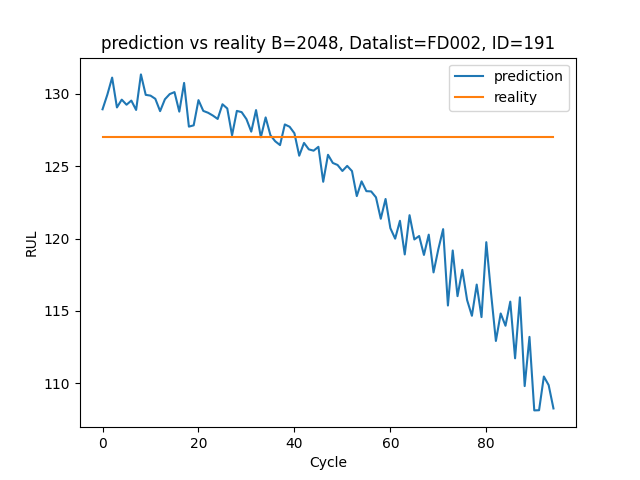 prediction vs reality B=2048, Datalist=FD002, ID=191
prediction
reality
RUL
130
125
120
115
110
0 20 40 60 80
Cycle